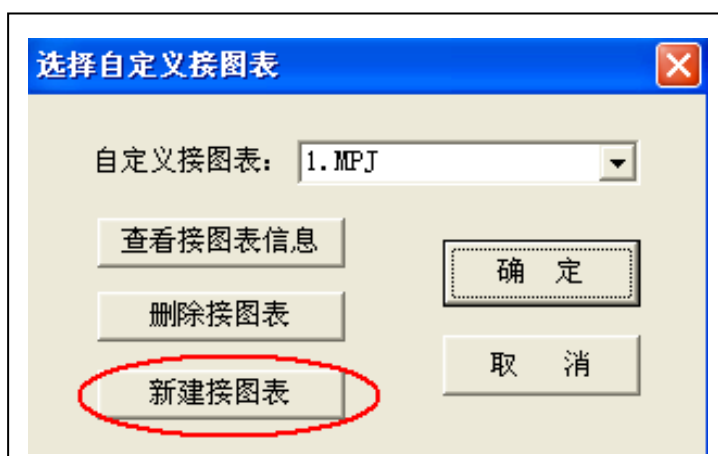 选择自定义接图表
自定义接图表: 1.MPJ
查看接图表信息
确 定
删除接图表
取 消
新建接图表